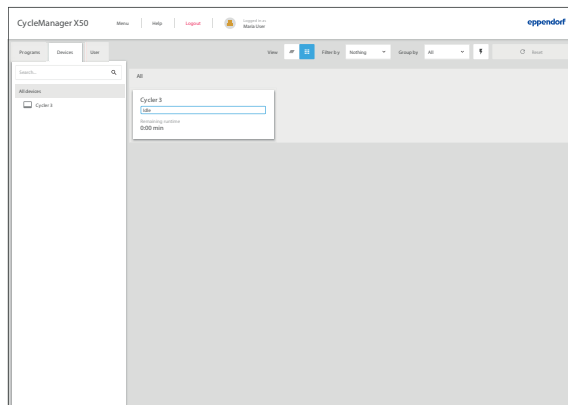 CycleManager X50
Menu
Help
Logout
Logged in as:
Maria User
eppendorf
Programs
Devices
User
View
Filter by
Nothing
Group by
All
Reset
Search...
All devices
Cycler 3
All
Cycler 3
Idle
Remaining runtime
0:00 min